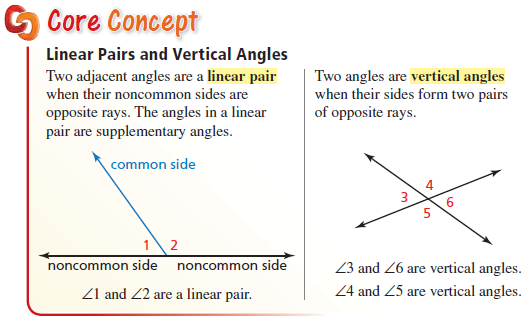 Core Concept
Linear Pairs and Vertical Angles
Two adjacent angles are a linear pair
when their noncommon sides are
opposite rays. The angles in a linear
pair are supplementary angles.
common side
1 2
noncommon side noncommon side
∠1 and ∠2 are a linear pair.
Two angles are vertical angles
when their sides form two pairs
of opposite rays.
4
3 6
5
∠3 and ∠6 are vertical angles.
∠4 and ∠5 are vertical angles.